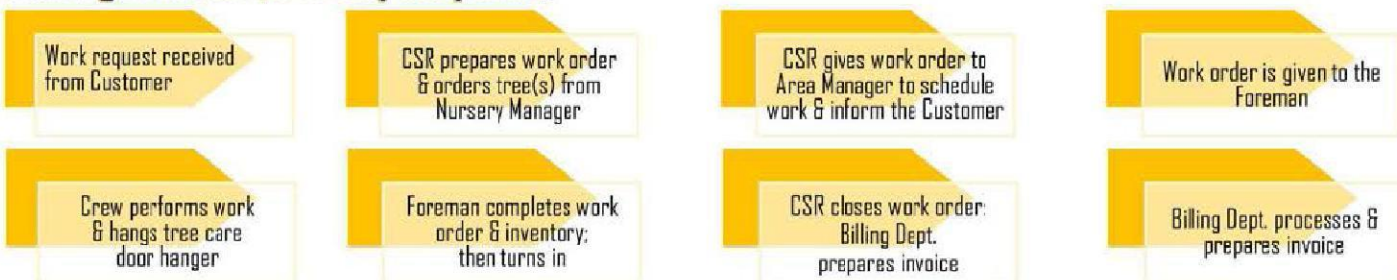 Work request received
from Customer
CSR prepares work order
& orders tree(s) from
Nursery Manager
CSR gives work order to
Area Manager to schedule
work & inform the Customer
Work order is given to the
Foreman
Crew performs work
& hangs tree care
door hanger
Foreman completes work
order & inventory;
then turns in
CSR closes work order;
Billing Dept.
prepares invoice
Billing Dept. processes &
prepares invoice